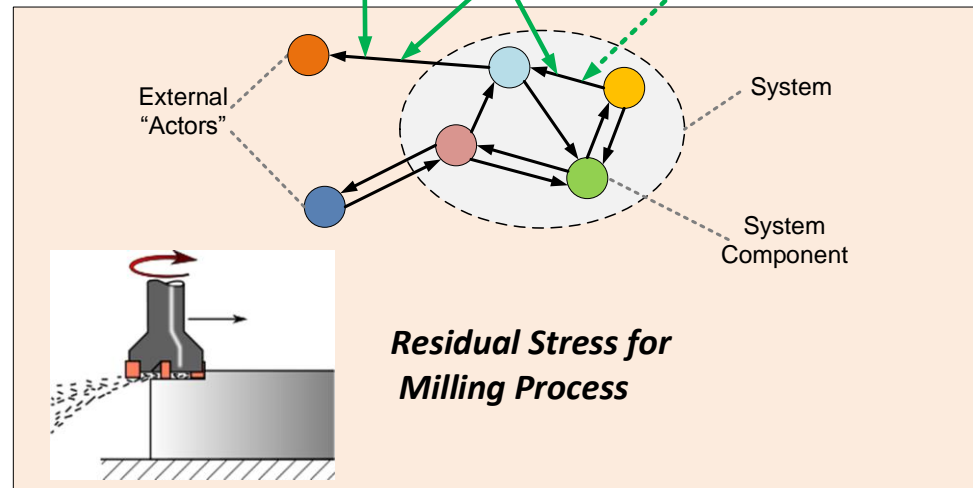 External
“Actors”
System
System
Component
Residual Stress for
Milling Process